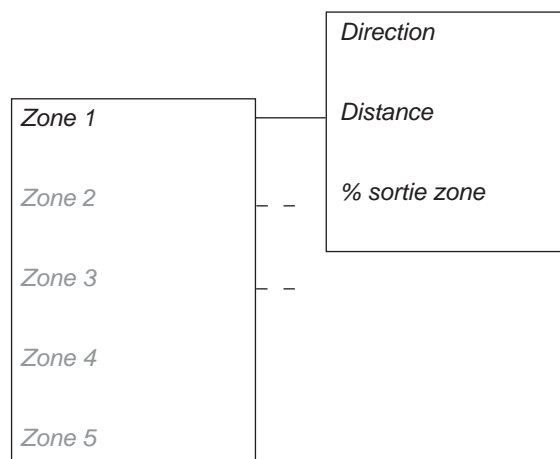 Direction
Distance
% sortie zone
Zone 1
Zone 2
Zone 3
Zone 4
Zone 5